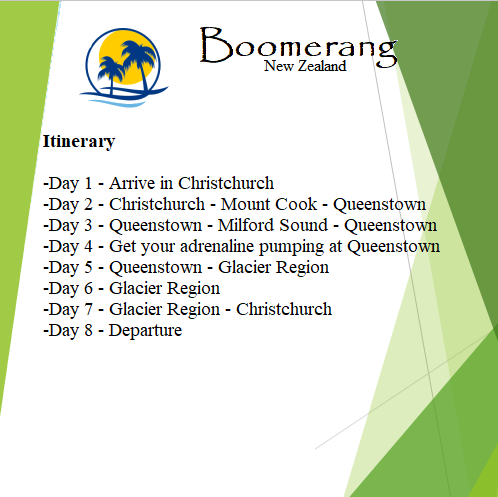 Boomerang
New Zealand
Itinerary
-Day 1 - Arrive in Christchurch
-Day 2 - Christchurch - Mount Cook - Queenstown
-Day 3 - Queenstown - Milford Sound - Queenstown
-Day 4 - Get your adrenaline pumping at Queenstown
-Day 5 - Queenstown - Glacier Region
-Day 6 - Glacier Region
-Day 7 - Glacier Region - Christchurch
-Day 8 - Departure